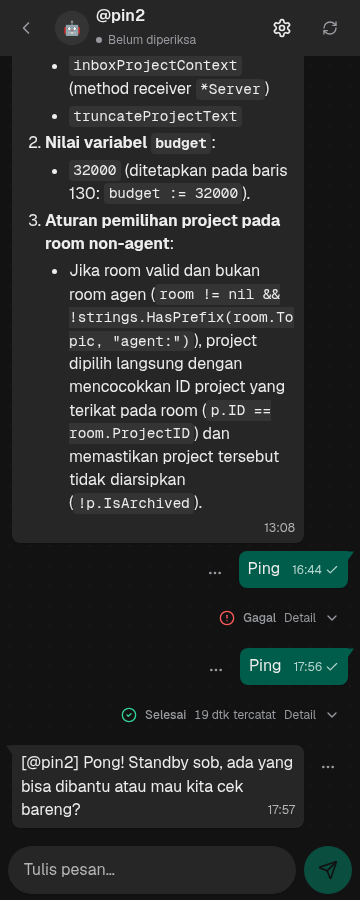 @pin2
Belum diperiksa
inboxProjectContext
(method receiver *Server)
truncateProjectText
2. Nilai variabel budget:
32000 (ditetapkan pada baris
130: budget := 32000).
3. Aturan pemilihan project pada
room non-agent:
Jika room valid dan bukan
room agen (room != nil &&
!strings.HasPrefix(room.To
pic, "agent:")), project
dipilih langsung dengan
mencocokkan ID project yang
terikat pada room (p.ID ==
room.ProjectID) dan
memastikan project tersebut
tidak diarsipkan
(!p.IsArchived).
13:08
Ping 16:44
Gagal Detail
Ping 17:56
Selesai 19 dtk tercatat Detail
[@pin2] Pong! Standby sob, ada yang
bisa dibantu atau mau kita cek
bareng? 17:57
Tulis pesan...